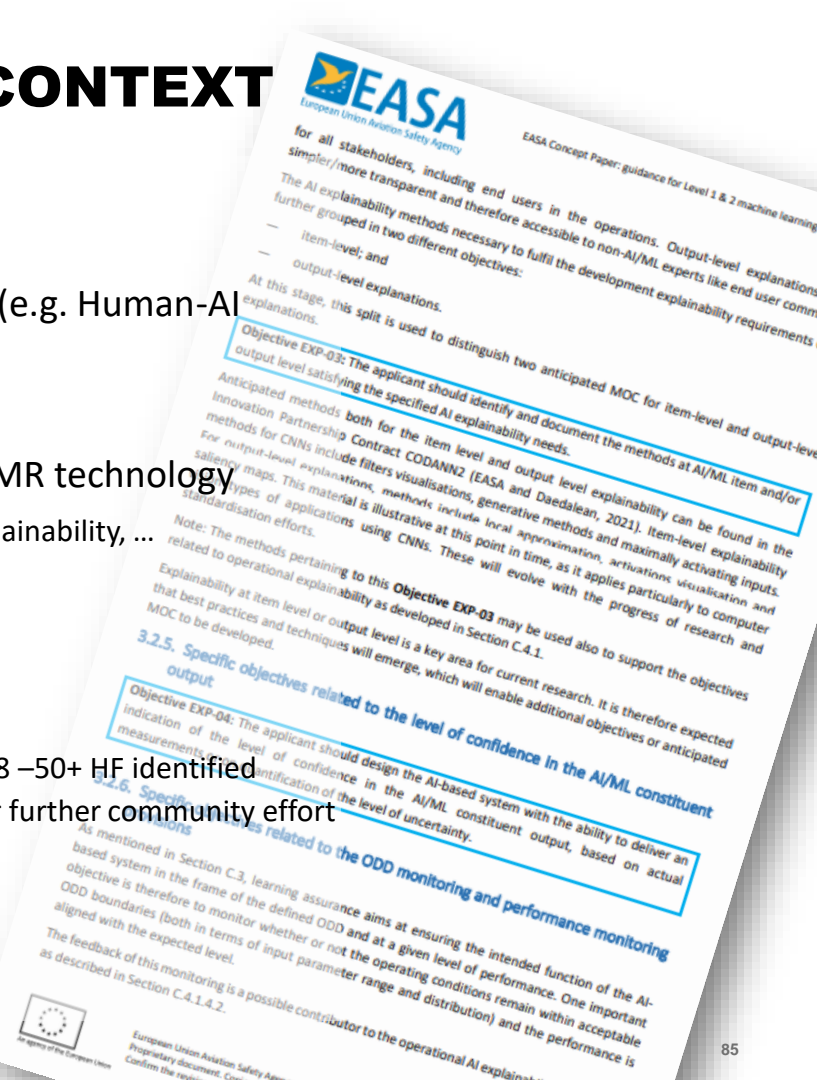 CONTEXT
(e.g. Human-AI
MR technology
ainability, ...
8 –50+ HF identified
further community effort
EASA
European Union Aviation Safety Agency
EASA Concept Paper: guidance for Level 1 & 2 machine learning
for all stakeholders, including end users in the operations. Output-level explanations
simpler/more transparent and therefore accessible to non-AI/ML experts like end user comm
The AI explainability methods necessary to fulfil the development explainability requirements
further grouped in two different objectives:
— item-level; and
— output-level explanations.
At this stage, this split is used to distinguish two anticipated MOC for item-level and output-leve
explanations.
Objective EXP-03: The applicant should identify and document the methods at AI/ML item and/or
output level satisfying the specified AI explainability needs.
Anticipated methods both for the item level and output level explainability can be found in the
Innovation Partnership Contract CODANN2 (EASA and Daedalean, 2021). Item-level explainability
methods for CNNs include filters visualisations, generative methods and maximally activating inputs.
For output-level explanations, methods include local approximation, activations visualisation and
saliency maps. This material is illustrative at this point in time, as it applies particularly to computer
types of applications using CNNs. These will evolve with the progress of research and
standardisation efforts.
Note: The methods pertaining to this Objective EXP-03 may be used also to support the objectives
related to operational explainability as developed in Section C.4.1.
Explainability at item level or output level is a key area for current research. It is therefore expected
that best practices and techniques will emerge, which will enable additional objectives or anticipated
MOC to be developed.
3.2.5. Specific objectives related to the level of confidence in the AI/ML constituent
output
Objective EXP-04: The applicant should design the AI-based system with the ability to deliver an
indication of the level of confidence in the AI/ML constituent output, based on actual
measurements quantification of the level of uncertainty.
3.2.6. Specific objectives related to the ODD monitoring and performance monitoring
As mentioned in Section C.3, learning assurance aims at ensuring the intended function of the AI-
based system in the frame of the defined ODD and at a given level of performance. One important
objective is therefore to monitor whether or not the operating conditions remain within acceptable
ODD boundaries (both in terms of input parameter range and distribution) and the performance is
aligned with the expected level.
The feedback of this monitoring is a possible contributor to the operational AI explainabi
as described in Section C.4.1.4.2.
An agency of the European Union
European Union Aviation Safety Agen
Proprietary document.
Confirm the revi
85